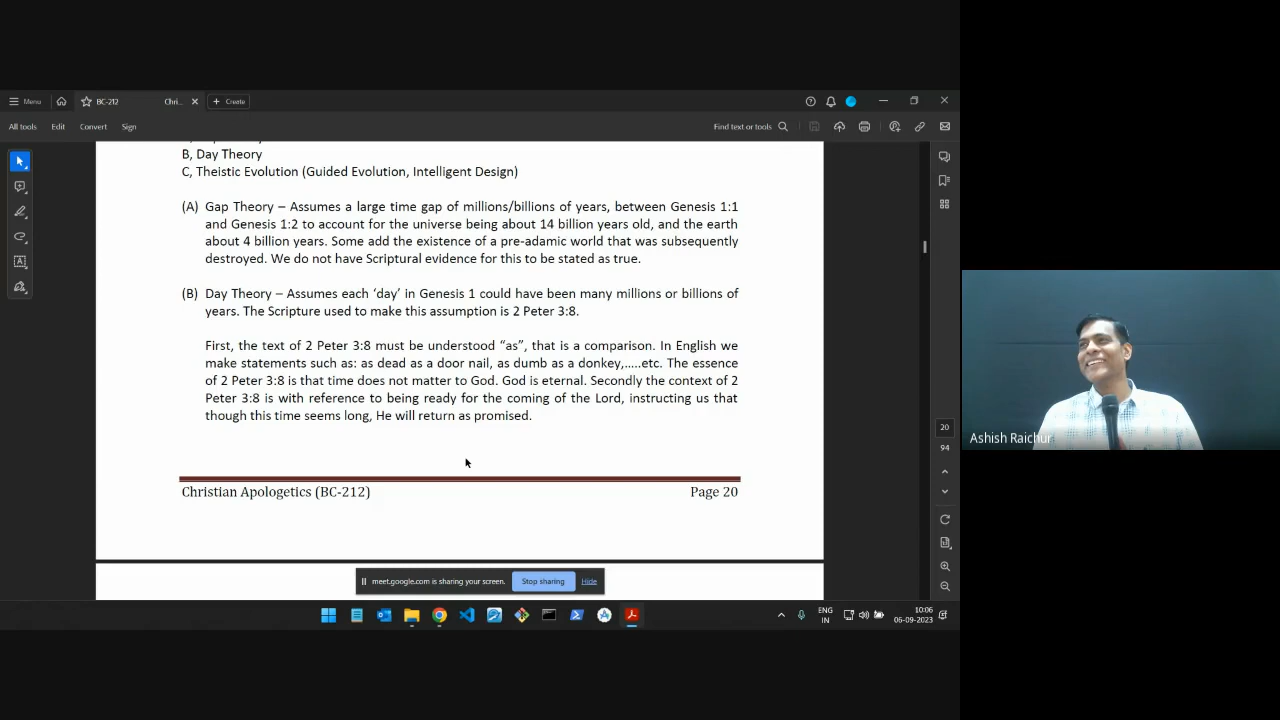 Menu
BC-212
Chri...
Create
All tools
Edit
Convert
Sign
Find text or tools
B, Day Theory
C, Theistic Evolution (Guided Evolution, Intelligent Design)
(A) Gap Theory – Assumes a large time gap of millions/billions of years, between Genesis 1:1
and Genesis 1:2 to account for the universe being about 14 billion years old, and the earth
about 4 billion years. Some add the existence of a pre-adamic world that was subsequently
destroyed. We do not have Scriptural evidence for this to be stated as true.
(B) Day Theory – Assumes each ‘day’ in Genesis 1 could have been many millions or billions of
years. The Scripture used to make this assumption is 2 Peter 3:8.
First, the text of 2 Peter 3:8 must be understood “as”, that is a comparison. In English we
make statements such as: as dead as a door nail, as dumb as a donkey,.....etc. The essence
of 2 Peter 3:8 is that time does not matter to God. God is eternal. Secondly the context of 2
Peter 3:8 is with reference to being ready for the coming of the Lord, instructing us that
though this time seems long, He will return as promised.
Christian Apologetics (BC-212) Page 20
20
94
Ashish Raichur
meet.google.com is sharing your screen.
Stop sharing
Hide
ENG
IN
10:06
06-09-2023